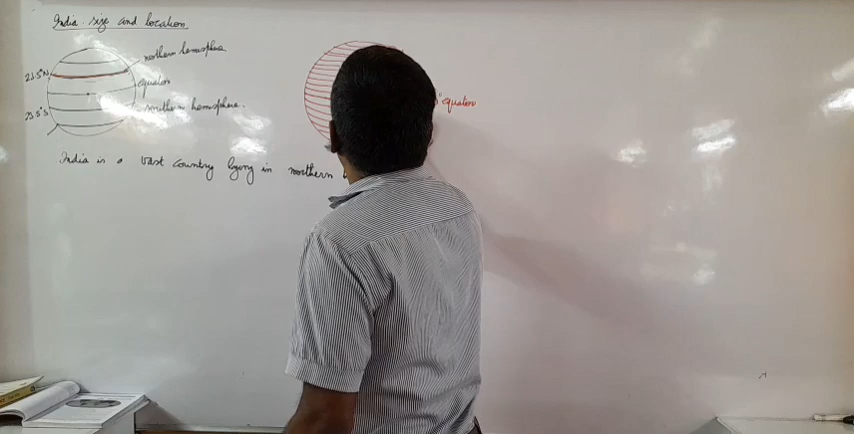 India: size and location
northern hemisphere
23.5°N
equator
23.5°S
southern hemisphere.
0° equator
India is a vast country lying in northern